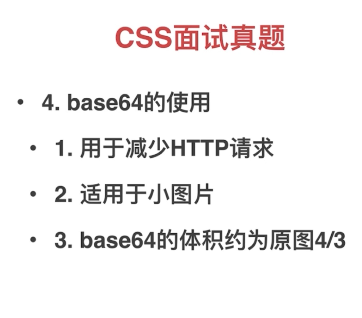 CSS面试真题
• 4. base64的使用
• 1. 用于减少HTTP请求
• 2. 适用于小图片
• 3. base64的体积约为原图4/3